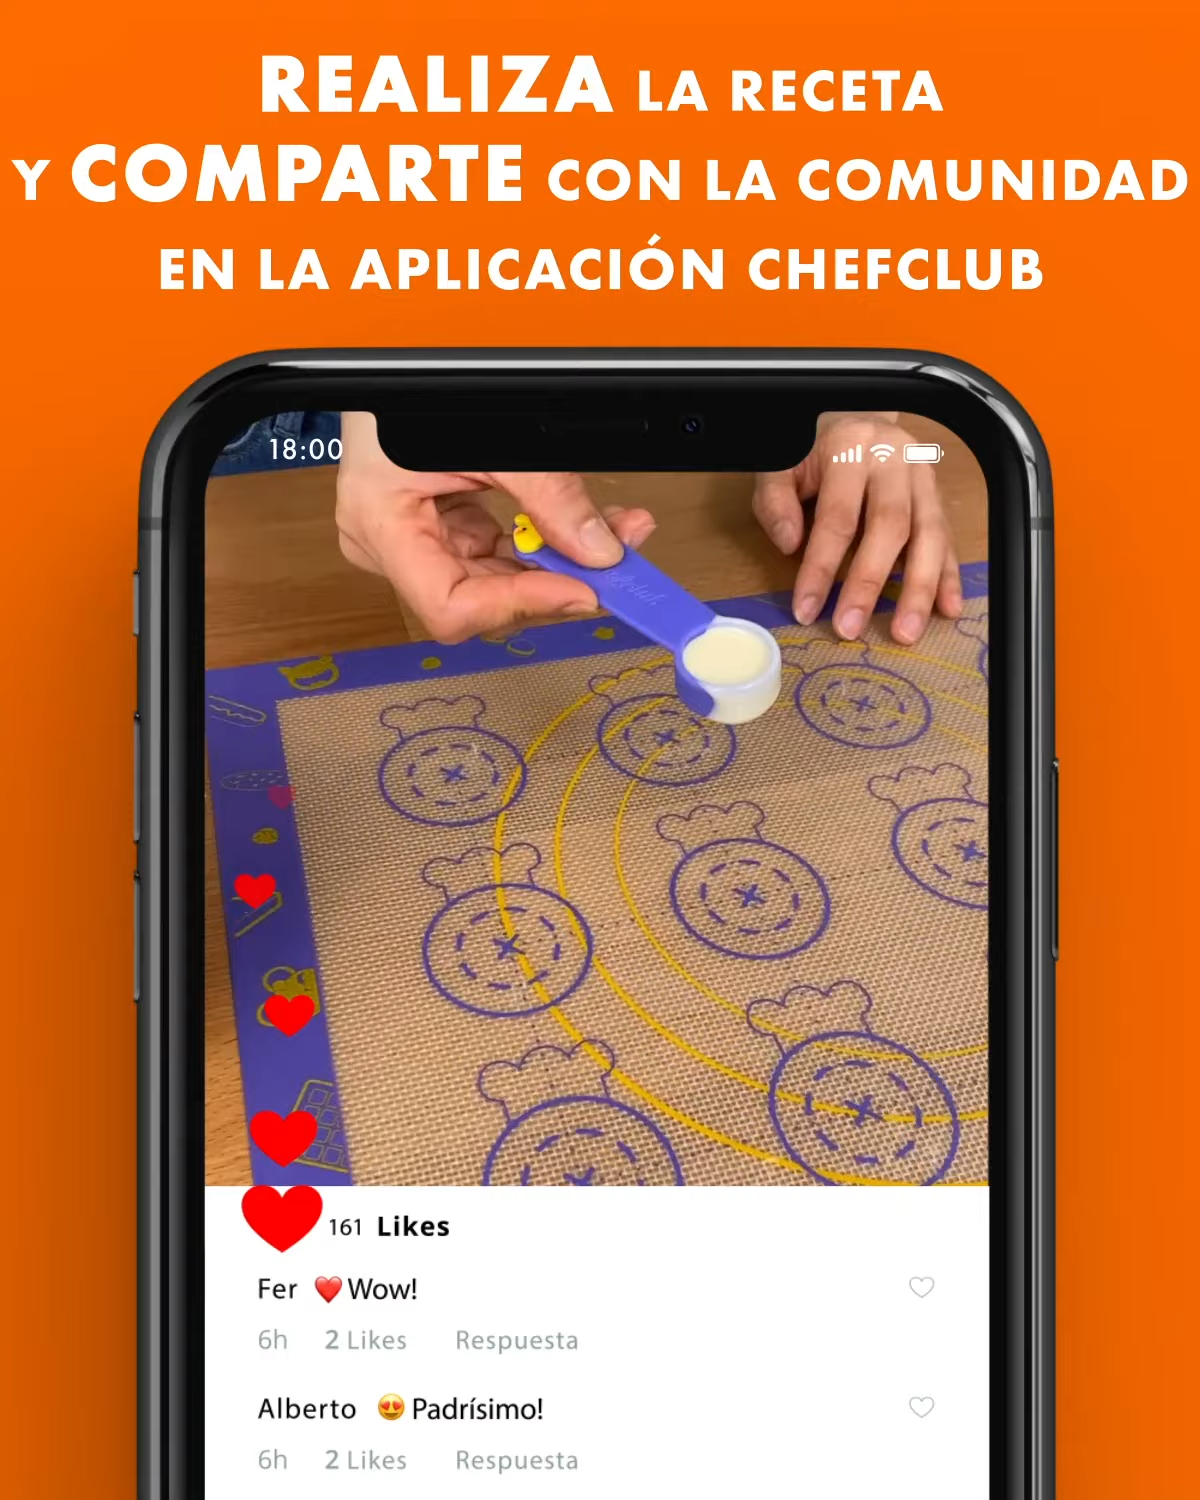 REALIZA LA RECETA
Y COMPARTE CON LA COMUNIDAD
EN LA APLICACIÓN CHEFCLUB
18:00
161 Likes
Fer ❤️ Wow!
6h 2 Likes Respuesta
Alberto 😍 Padrísimo!
6h 2 Likes Respuesta